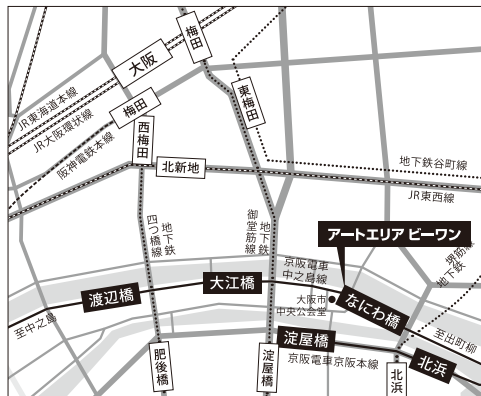 梅田
大阪
JR東海道本線
JR大阪環状線
梅田
東梅田
阪神電鉄本線
西梅田
北新地
地下鉄谷町線
JR東西線
地下鉄
四つ橋線
地下鉄
御堂筋線
アートエリア ビーワン
地下鉄
堺筋線
京阪電車
中之島線
大江橋
渡辺橋
なにわ橋
大阪市
中央公会堂
至中之島
至出町柳
淀屋橋
京阪電車京阪本線
北浜
肥後橋
淀屋橋
北浜